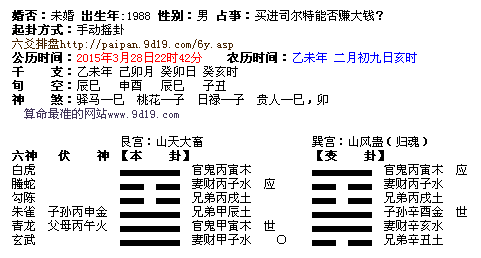 婚否：未婚 出生年:1988 性别：男 占事：买进司尔特能否赚大钱?
起卦方式：手动摇卦
六爻排盘http://paipan.9d19.com/6y.asp
公历时间：2015年3月28日22时42分 农历时间：乙未年 二月初九日亥时
干 支：乙未年 己卯月 癸卯日 癸亥时
旬 空：辰巳 申酉 辰巳 子丑
神 煞：驿马—巳 桃花—子 日禄—子 贵人—巳,卯
算命最准的网站www.9d19.com
艮宫：山天大畜 巽宫：山风蛊（归魂）
六神 伏 神 【本 卦】 【变 卦】
白虎 官鬼丙寅木 官鬼丙寅木 应
螣蛇 妻财丙子水 应 妻财丙子水
勾陈 兄弟丙戌土 兄弟丙戌土
朱雀 子孙丙申金 兄弟甲辰土 子孙辛酉金 世
青龙 父母丙午火 官鬼甲寅木 世 妻财辛亥水
玄武 妻财甲子水 ○ 兄弟辛丑土